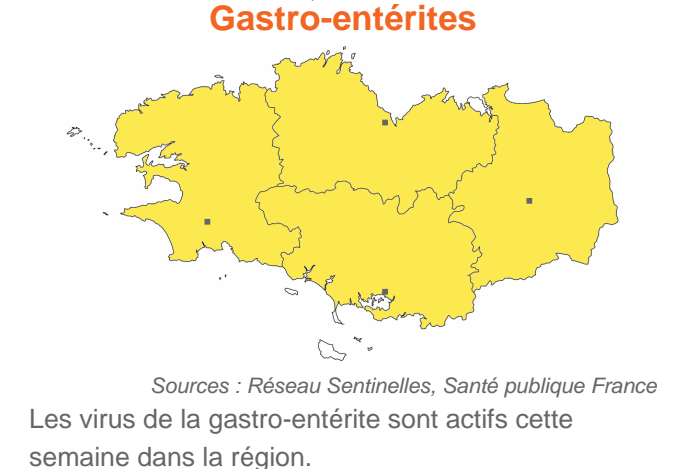 Gastro-entérites
Sources : Réseau Sentinelles, Santé publique France
Les virus de la gastro-entérite sont actifs cette
semaine dans la région.